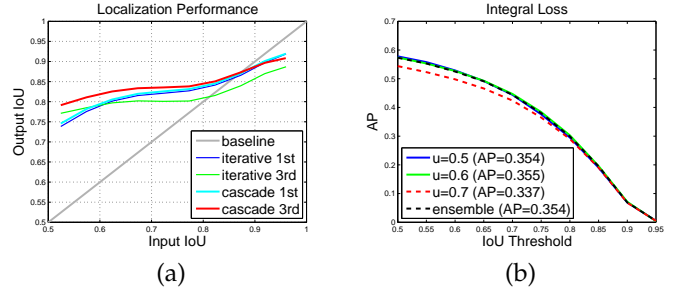 Localization Performance
1
0.95
0.9
0.85
0.8
0.75
0.7
0.65
0.6
0.55
0.5
Output IoU
baseline
iterative 1st
iterative 3rd
cascade 1st
cascade 3rd
0.5 0.6 0.7 0.8 0.9 1
Input IoU
(a)
Integral Loss
0.7
0.6
0.5
0.4
0.3
0.2
0.1
0
AP
u=0.5 (AP=0.354)
u=0.6 (AP=0.355)
u=0.7 (AP=0.337)
ensemble (AP=0.354)
0.5 0.55 0.6 0.65 0.7 0.75 0.8 0.85 0.9 0.95
IoU Threshold
(b)